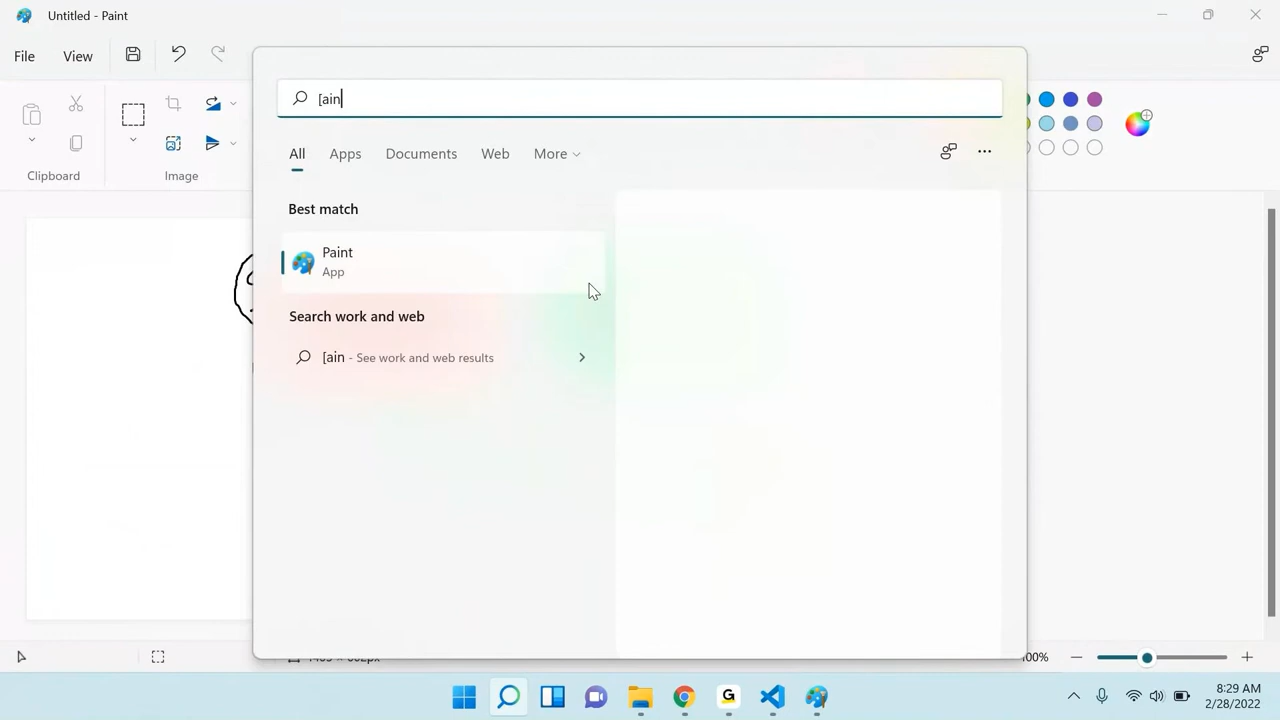 Untitled - Paint
File View
[ain
All Apps Documents Web More
Best match
Paint
App
Search work and web
[ain - See work and web results
Clipboard
Image
100%
8:29 AM
2/28/2022